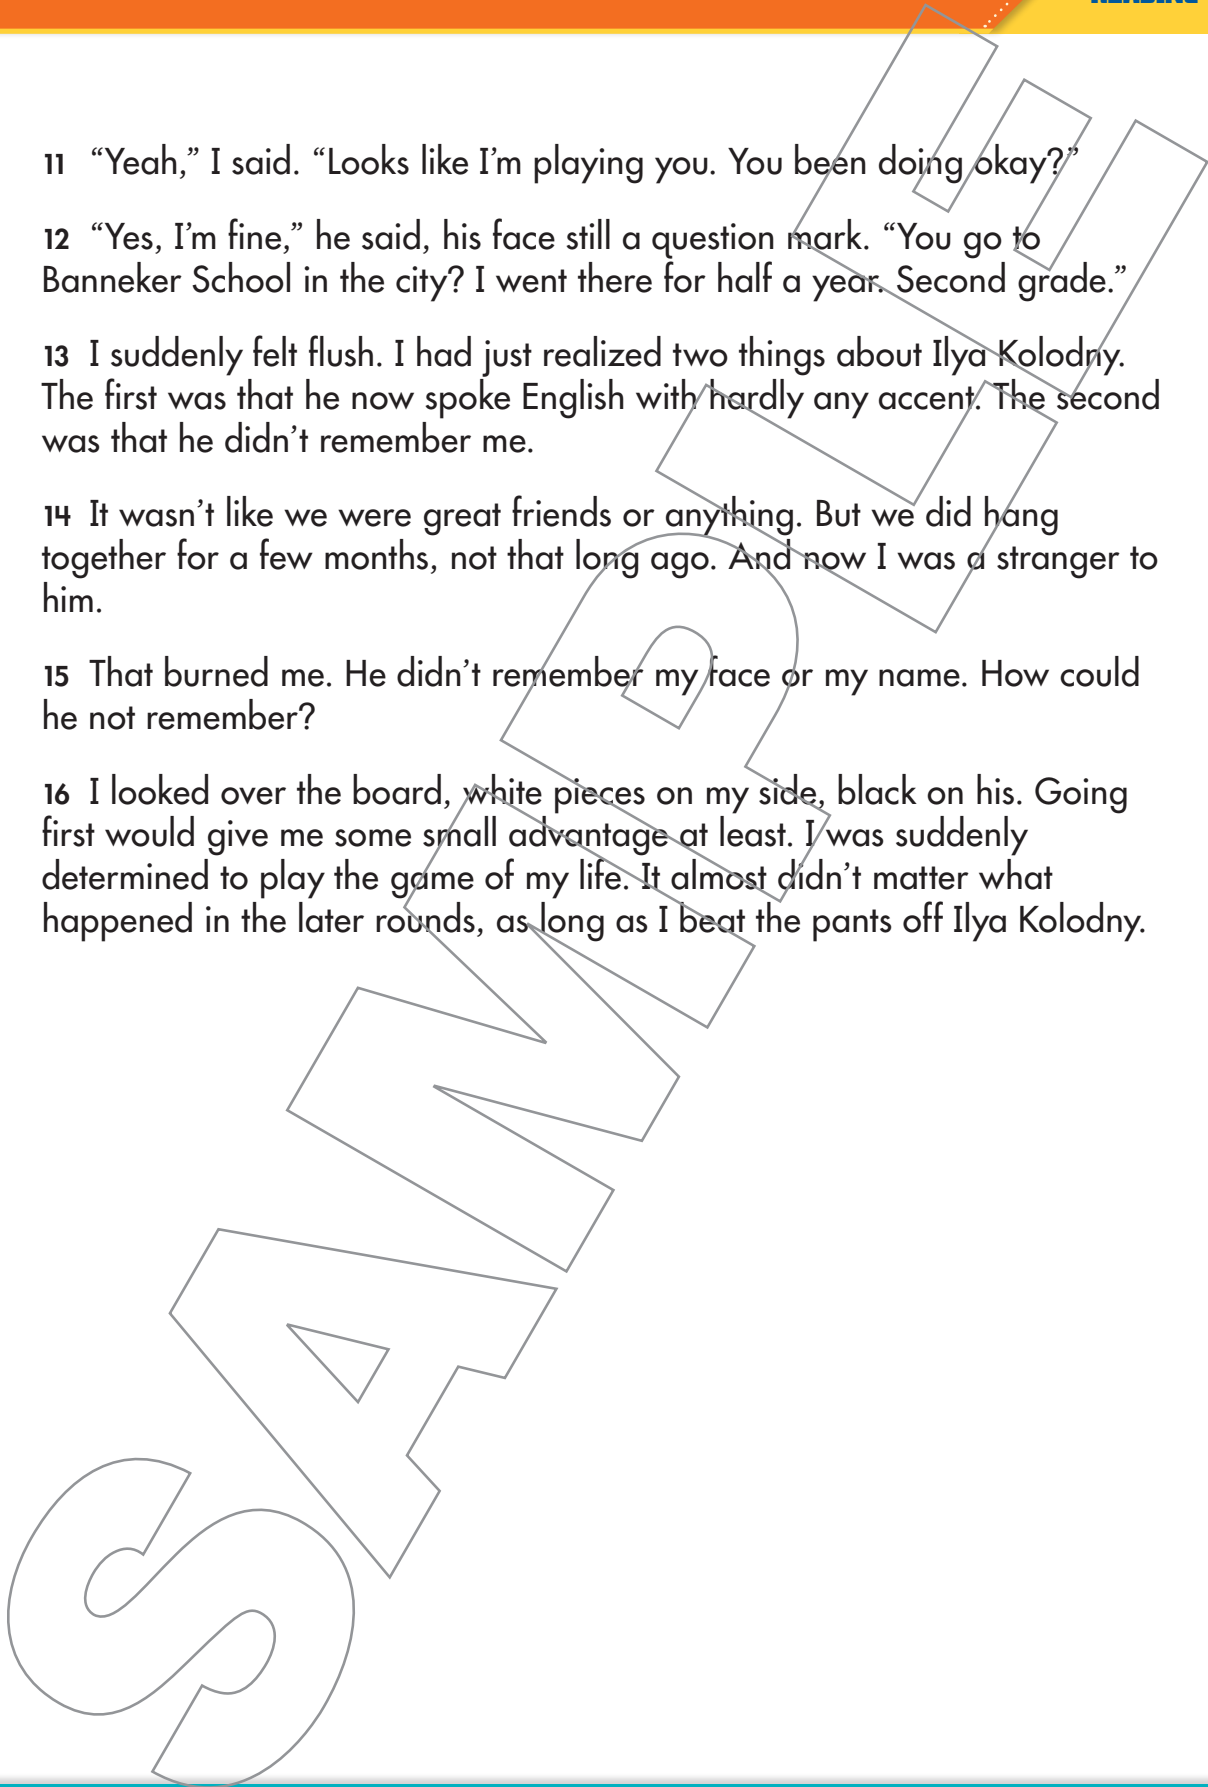 11 “Yeah,” I said. “Looks like I’m playing you. You been doing okay?”
12 “Yes, I’m fine,” he said, his face still a question mark. “You go to
Banneker School in the city? I went there for half a year. Second grade.”
13 I suddenly felt flush. I had just realized two things about Ilya Kolodny.
The first was that he now spoke English with hardly any accent. The second
was that he didn’t remember me.
14 It wasn’t like we were great friends or anything. But we did hang
together for a few months, not that long ago. And now I was a stranger to
him.
15 That burned me. He didn’t remember my face or my name. How could
he not remember?
16 I looked over the board, white pieces on my side, black on his. Going
first would give me some small advantage at least. I was suddenly
determined to play the game of my life. It almost didn’t matter what
happened in the later rounds, as long as I beat the pants off Ilya Kolodny.
SAMPLE